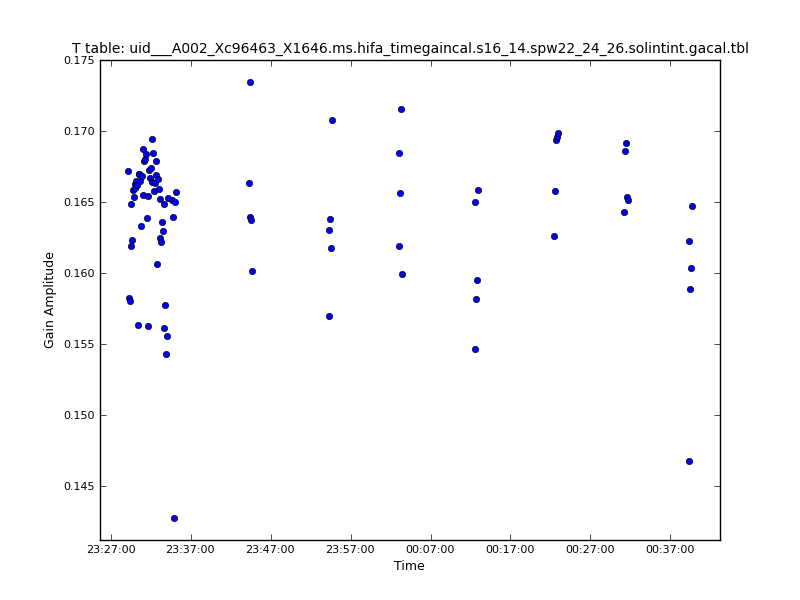 T table: uid___A002_Xc96463_X1646.ms.hifa_timegaincal.s16_14.spw22_24_26.solintint.gacal.tbl
0.175
0.170
0.165
0.160
0.155
0.150
0.145
Gain Amplitude
23:27:00 23:37:00 23:47:00 23:57:00 00:07:00 00:17:00 00:27:00 00:37:00
Time